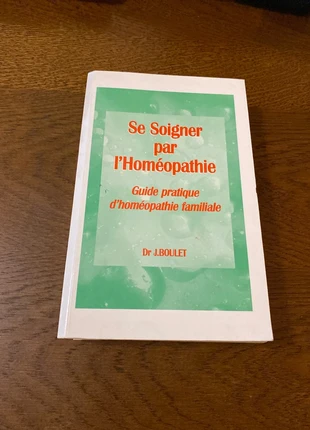 Se Soigner
par
l'Homéopathie
Guide pratique
d'homéopathie familiale
Dr J.BOULET